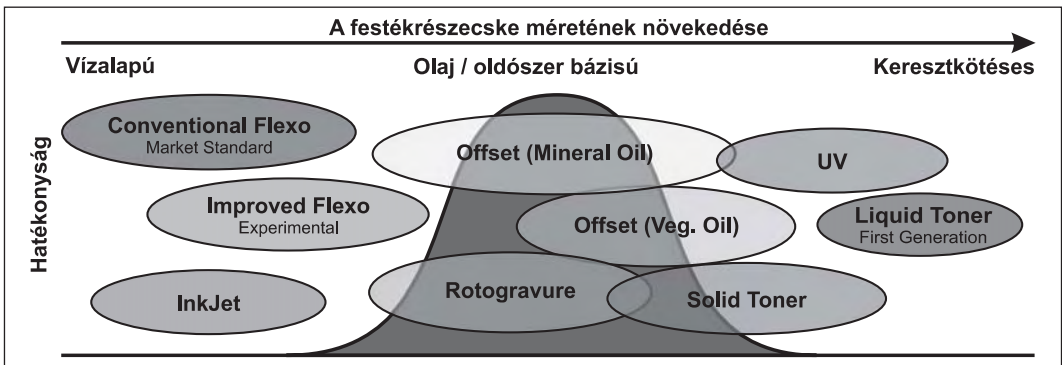 A festékrészecske méretének növekedése
Vízalapú
Olaj / oldószer bázisú
Keresztkötéses
Hatékonyság
Conventional Flexo
Market Standard
Offset (Mineral Oil)
UV
Improved Flexo
Experimental
Offset (Veg. Oil)
Liquid Toner
First Generation
InkJet
Rotogravure
Solid Toner